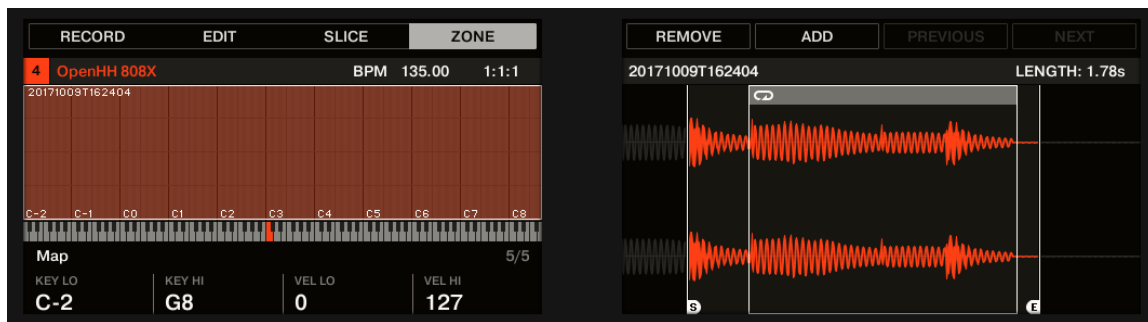 RECORD EDIT SLICE ZONE
4 OpenHH 808X BPM 135.00 1:1:1
20171009T162404
C-2 C-1 C0 C1 C2 C3 C4 C5 C6 C7 C8
Map 5/5
KEY LO KEY HI VEL LO VEL HI
C-2 G8 0 127
REMOVE ADD PREVIOUS NEXT
20171009T162404 LENGTH: 1.78s
S E